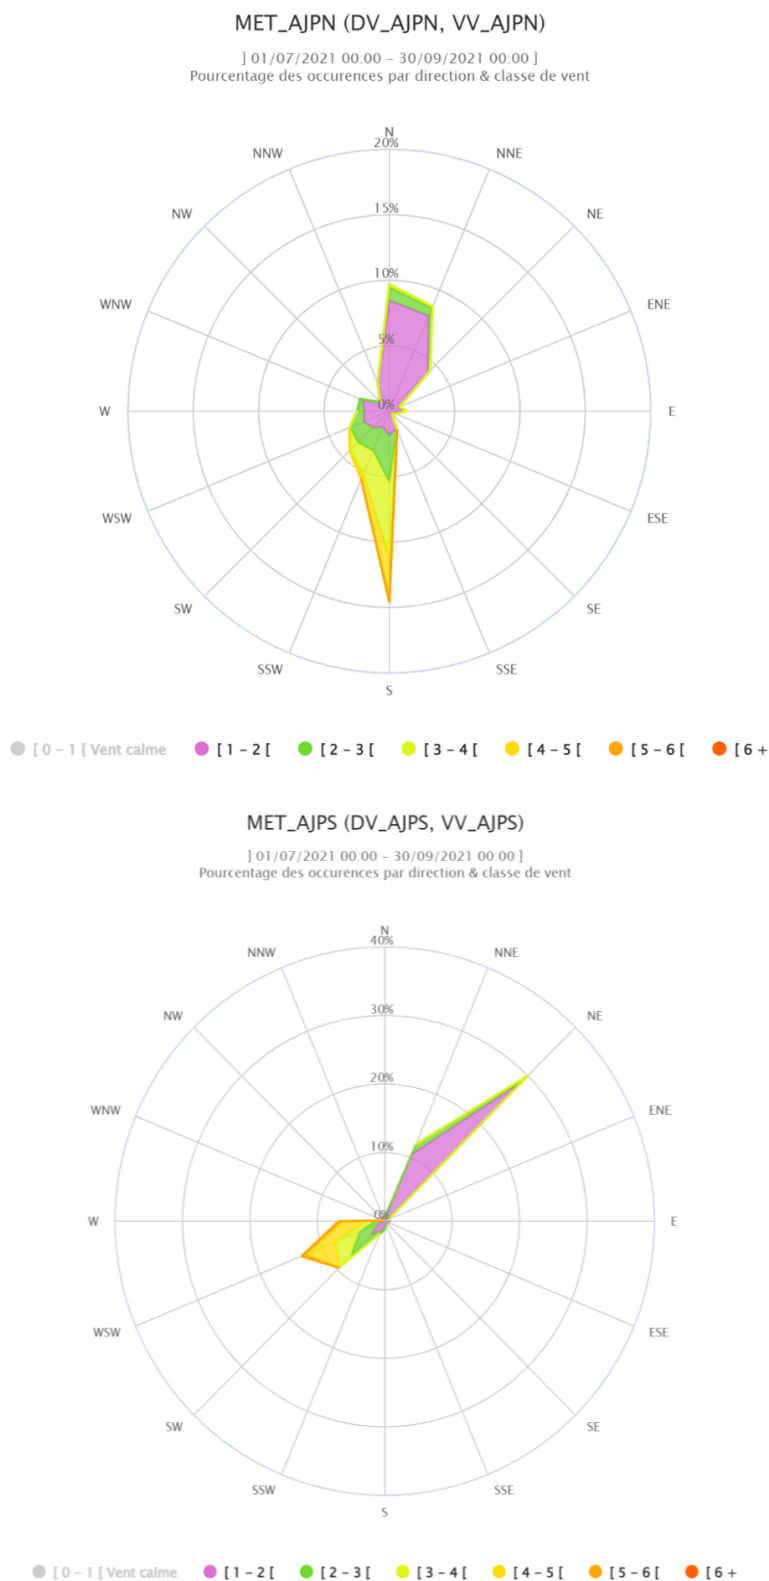 MET_AJPN (DV_AJPN, VV_AJPN)
] 01/07/2021 00:00 – 30/09/2021 00:00 ]
Pourcentage des occurences par direction & classe de vent
N
20%
NNW
NNE
NW
NE
15%
10%
WNW
ENE
5%
W
0%
E
WSW
ESE
SW
SE
SSW
SSE
S
[ 0 – 1 [ Vent calme
[ 1 – 2 [
[ 2 – 3 [
[ 3 – 4 [
[ 4 – 5 [
[ 5 – 6 [
[ 6 +
MET_AJPS (DV_AJPS, VV_AJPS)
] 01/07/2021 00:00 – 30/09/2021 00:00 ]
Pourcentage des occurences par direction & classe de vent
N
40%
NNW
NNE
NW
NE
30%
20%
WNW
ENE
10%
W
0%
E
WSW
ESE
SW
SE
SSW
SSE
S
[ 0 – 1 [ Vent calme
[ 1 – 2 [
[ 2 – 3 [
[ 3 – 4 [
[ 4 – 5 [
[ 5 – 6 [
[ 6 +